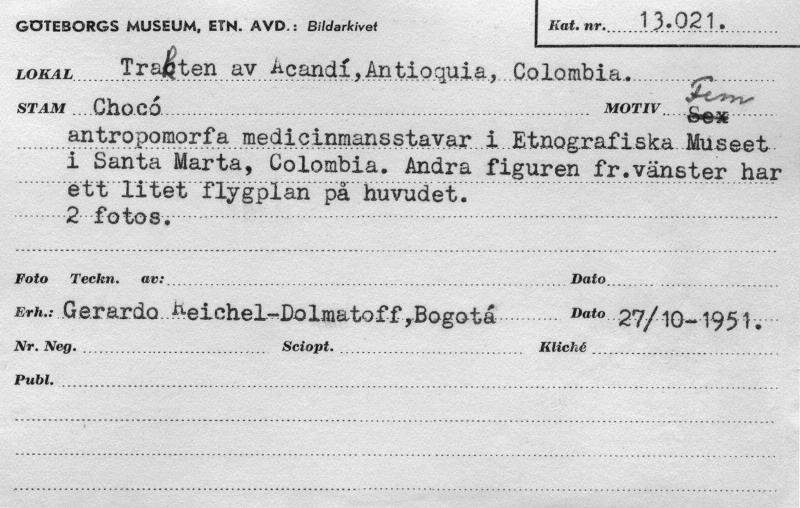 GÖTEBORGS MUSEUM, ETN. AVD.: Bildarkivet
Kat. nr. 13.021.
LOKAL Trakten av Acandí, Antioquia, Colombia.
STAM Chocó MOTIV Fem Sex
antropomorfa medicinmansstavar i Etnografiska Museet
i Santa Marta, Colombia. Andra figuren fr.vänster har
ett litet flygplan på huvudet.
2 fotos.
Foto Teckn. av: Dato
Erh.: Gerardo Reichel-Dolmatoff,Bogotá Dato 27/10-1951.
Nr. Neg. Sciopt. Kliché
Publ.